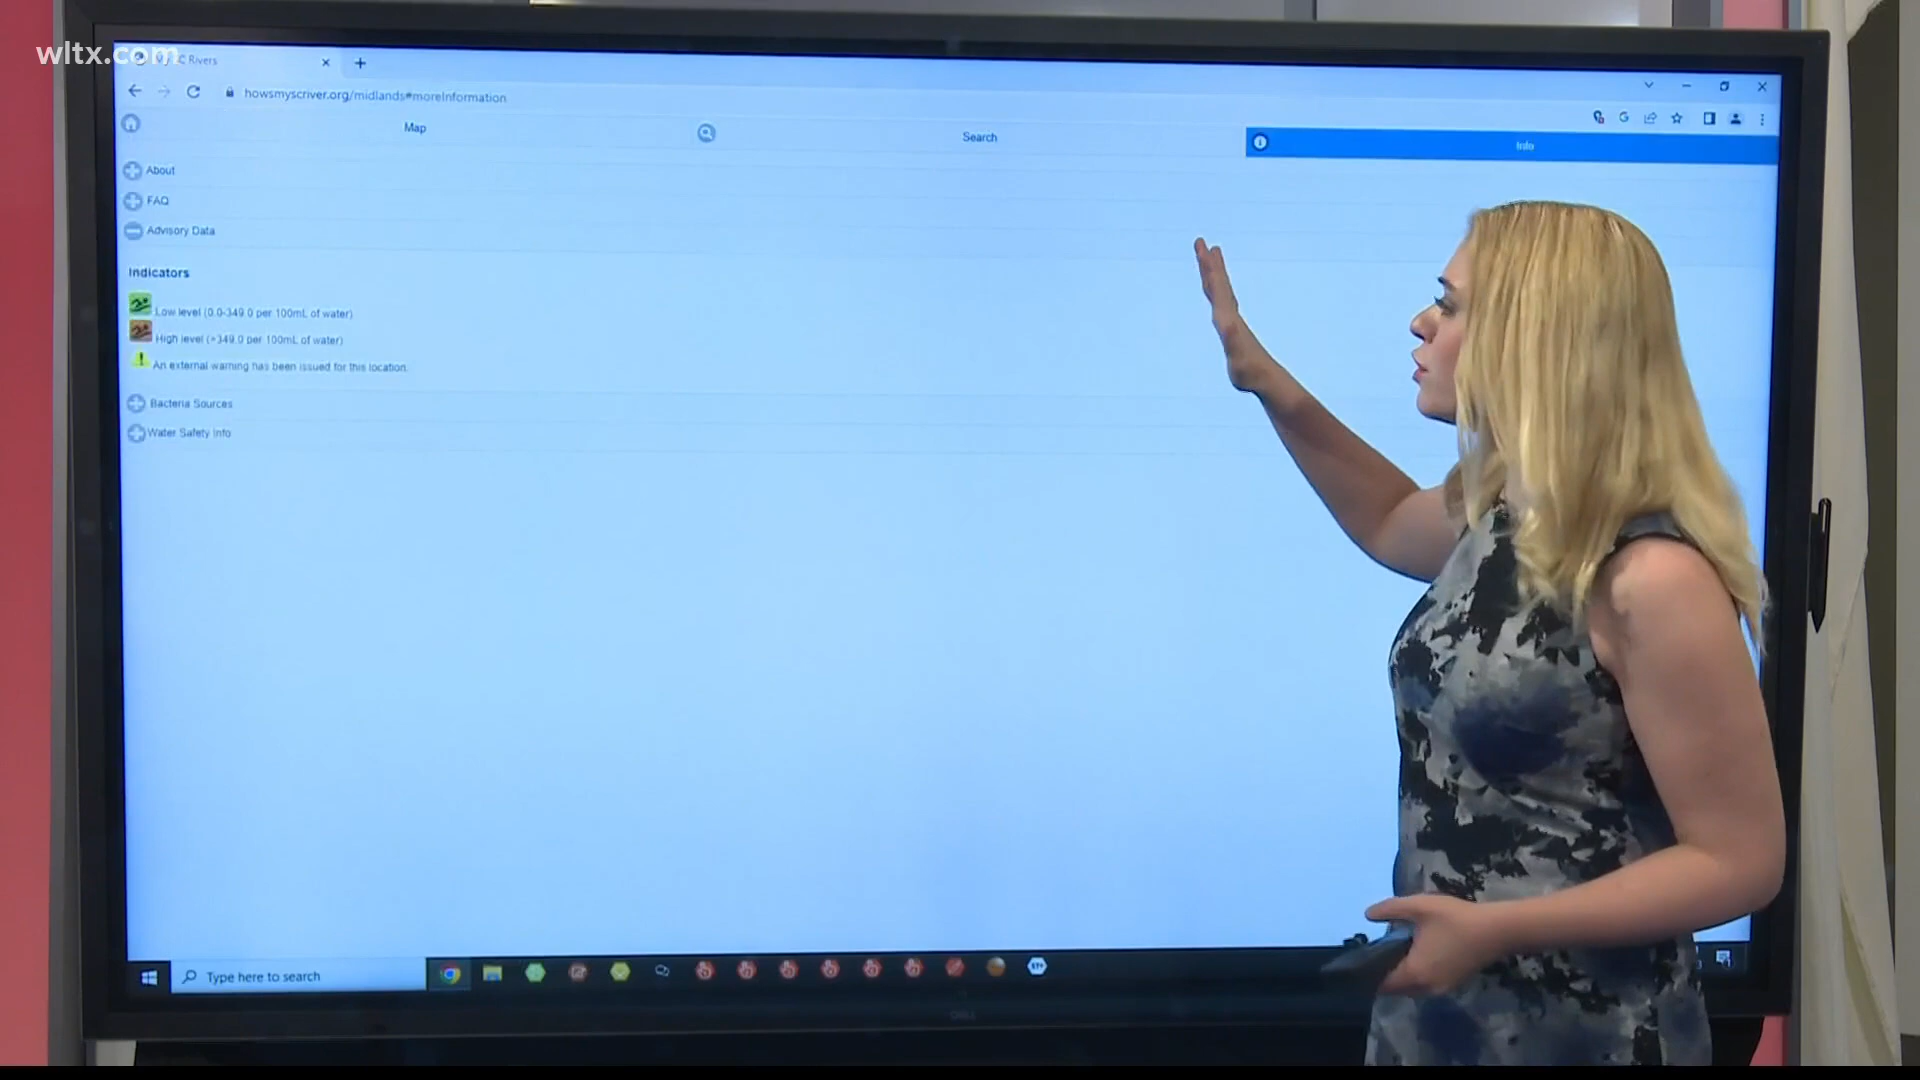 wltx.com
C Rivers
howsmyscriver.org/midlands#moreInformation
Map
Search
Info
About
FAQ
Advisory Data
Indicators
Low level (0.0-349.0 per 100mL of water)
High level (>349.0 per 100mL of water)
An external warning has been issued for this location.
Bacteria Sources
Water Safety Info
Type here to search
DELL